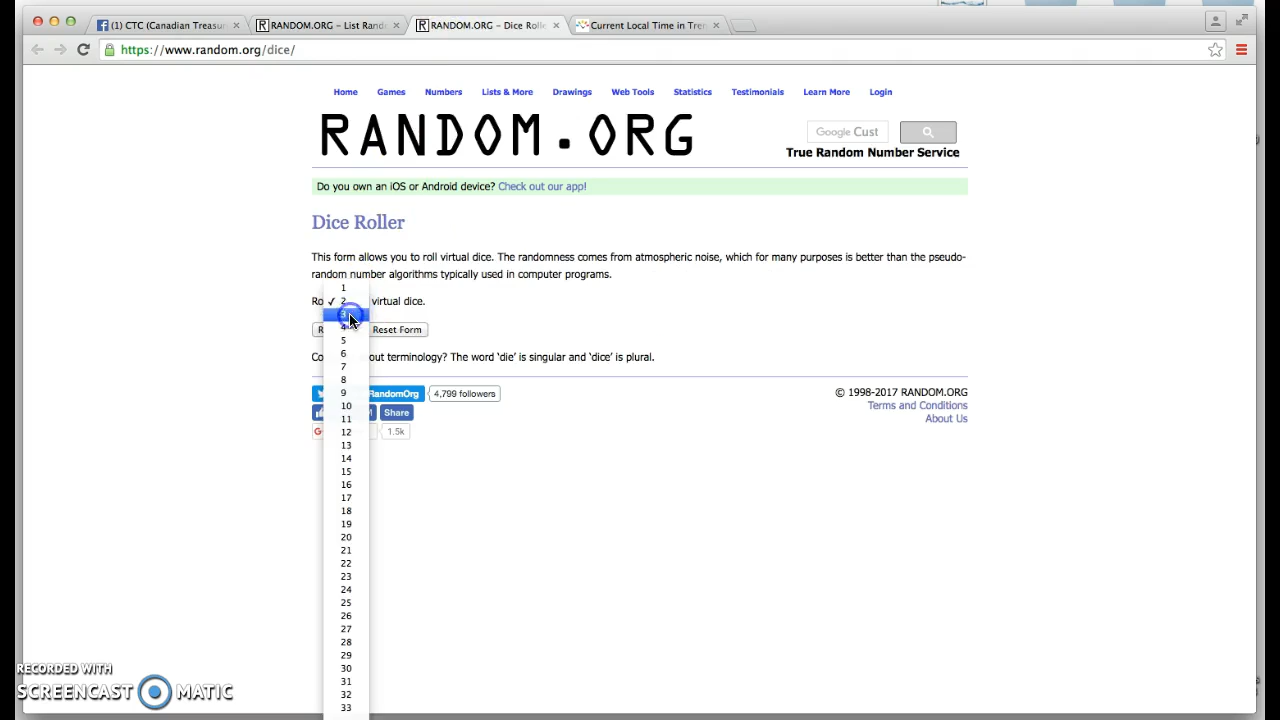 (1) CTC (Canadian Treasur
RANDOM.ORG – List Rand
RANDOM.ORG – Dice Rolle
Current Local Time in Tren
https://www.random.org/dice/
Home Games Numbers Lists & More Drawings Web Tools Statistics Testimonials Learn More Login
RANDOM.ORG
Google Cust
True Random Number Service
Do you own an iOS or Android device? Check out our app!
Dice Roller
This form allows you to roll virtual dice. The randomness comes from atmospheric noise, which for many purposes is better than the pseudo-
random number algorithms typically used in computer programs.
Ro virtual dice.
R Reset Form
Co out terminology? The word ‘die’ is singular and ‘dice’ is plural.
RandomOrg 4,799 followers
Share
G 1.5k
© 1998-2017 RANDOM.ORG
Terms and Conditions
About Us
1
✓ 2
3
4
5
6
7
8
9
10
11
12
13
14
15
16
17
18
19
20
21
22
23
24
25
26
27
28
29
30
31
32
33
RECORDED WITH
SCREENCAST MATIC